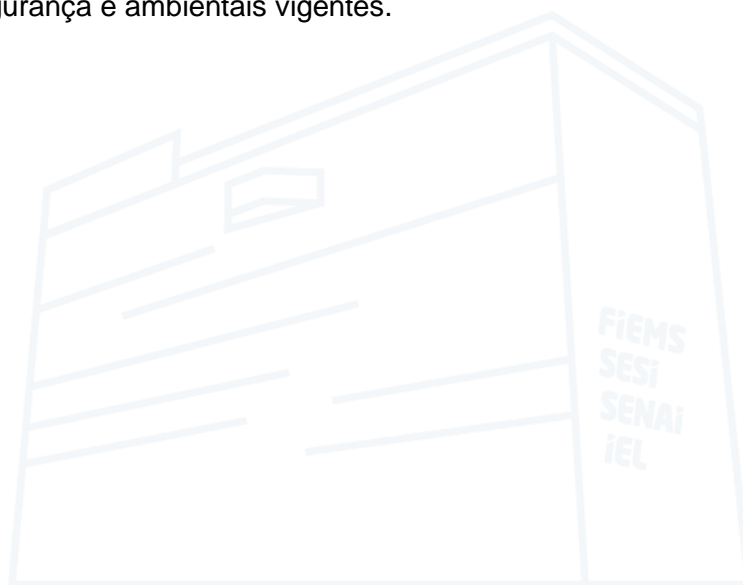 gurança e ambientais vigentes.
FiEMS
SESi
SENAi
iEL